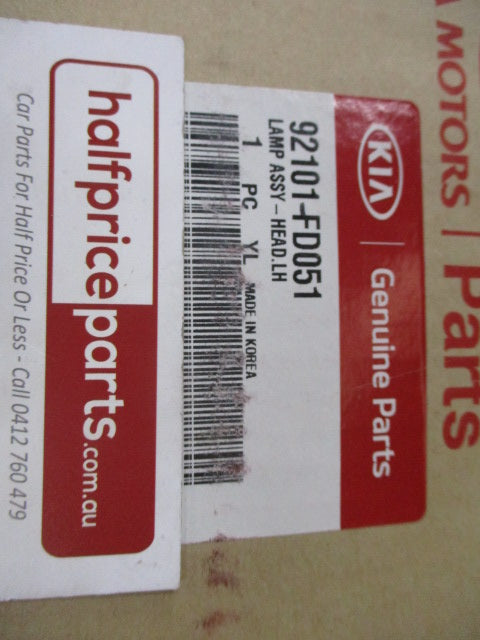 MOTORS | Parts
KIA | Genuine Parts
92101-FD051
LAMP ASSY-HEAD.LH
1 PC YL MADE IN KOREA
halfpriceparts.com.au
Car Parts For Half Price Or Less - Call 0412 760 479